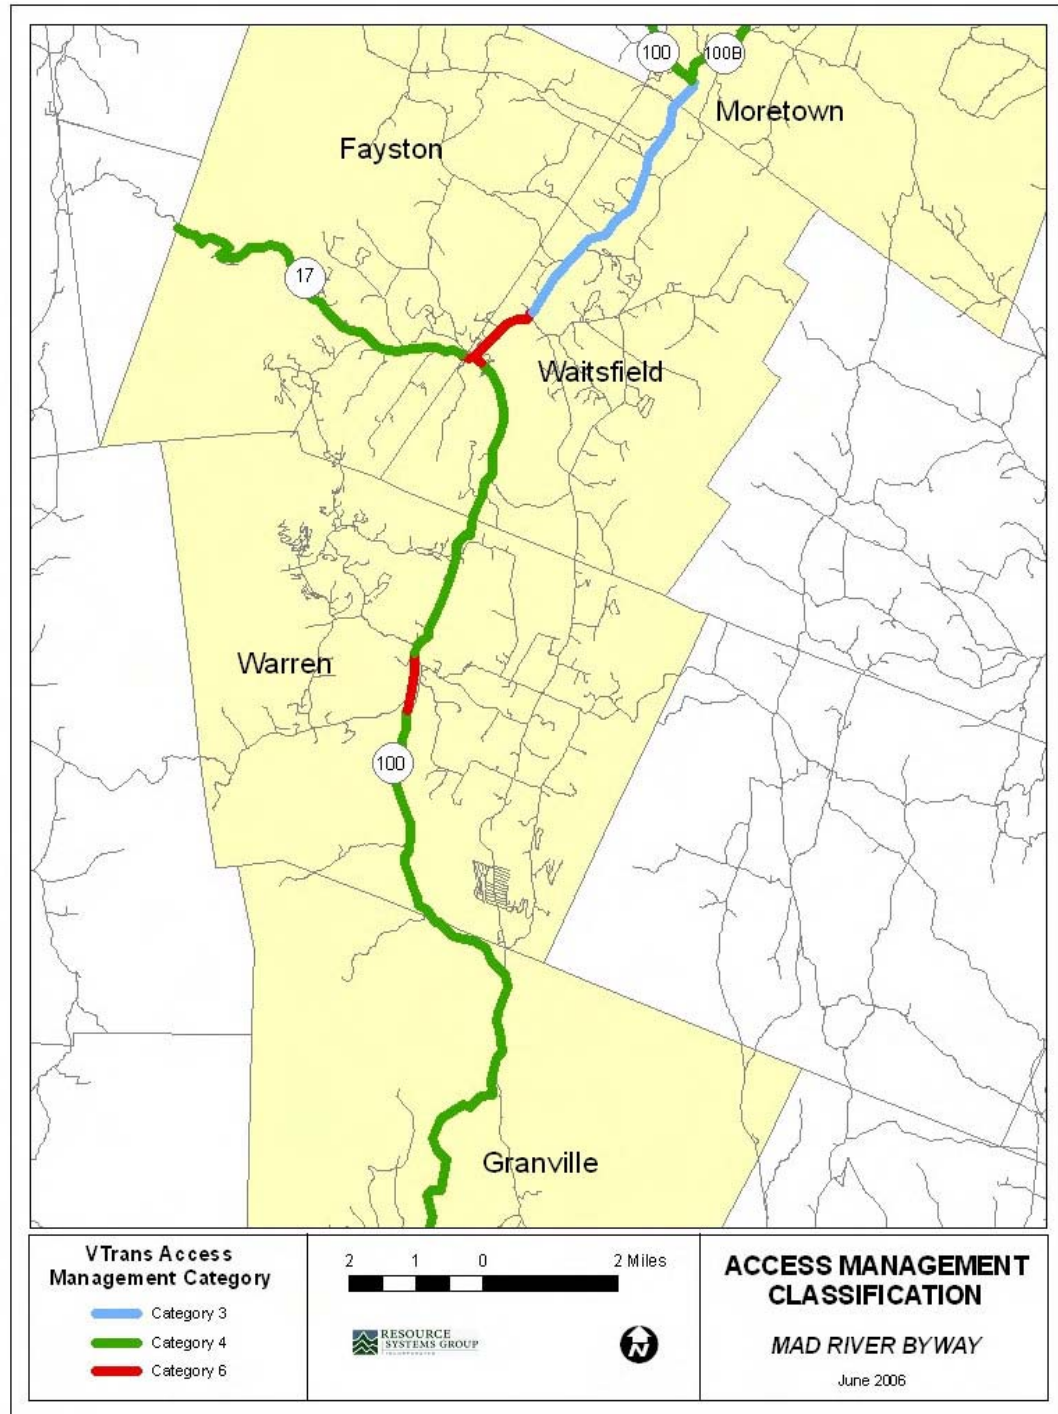 100
100B
Moretown
Fayston
17
Waitsfield
Warren
100
Granville
VTrans Access
Management Category
Category 3
Category 4
Category 6
2 1 0 2 Miles
RESOURCE
SYSTEMS GROUP
INCORPORATED
N
ACCESS MANAGEMENT
CLASSIFICATION
MAD RIVER BYWAY
June 2006